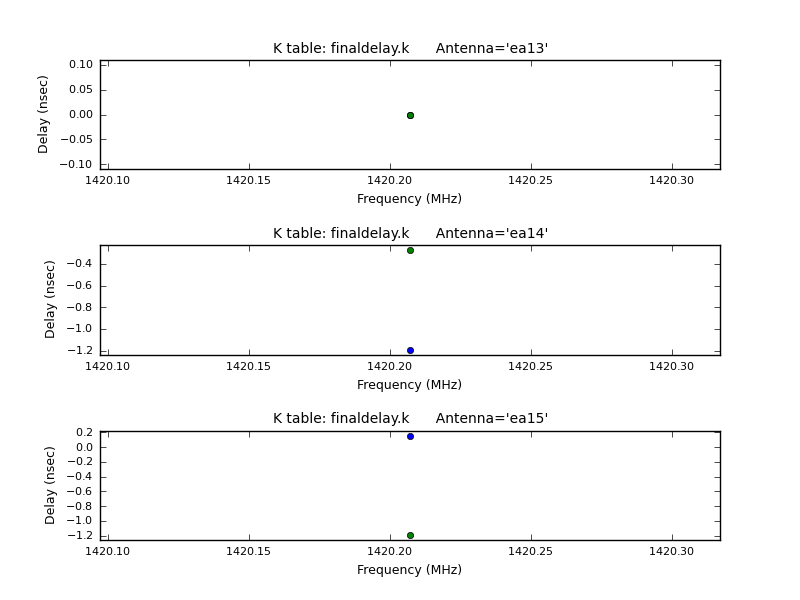 K table: finaldelay.k      Antenna='ea13'
0.10
0.05
0.00
−0.05
−0.10
Delay (nsec)
1420.10 1420.15 1420.20 1420.25 1420.30
Frequency (MHz)
K table: finaldelay.k      Antenna='ea14'
−0.4
−0.6
−0.8
−1.0
−1.2
Delay (nsec)
1420.10 1420.15 1420.20 1420.25 1420.30
Frequency (MHz)
K table: finaldelay.k      Antenna='ea15'
0.2
0.0
−0.2
−0.4
−0.6
−0.8
−1.0
−1.2
Delay (nsec)
1420.10 1420.15 1420.20 1420.25 1420.30
Frequency (MHz)